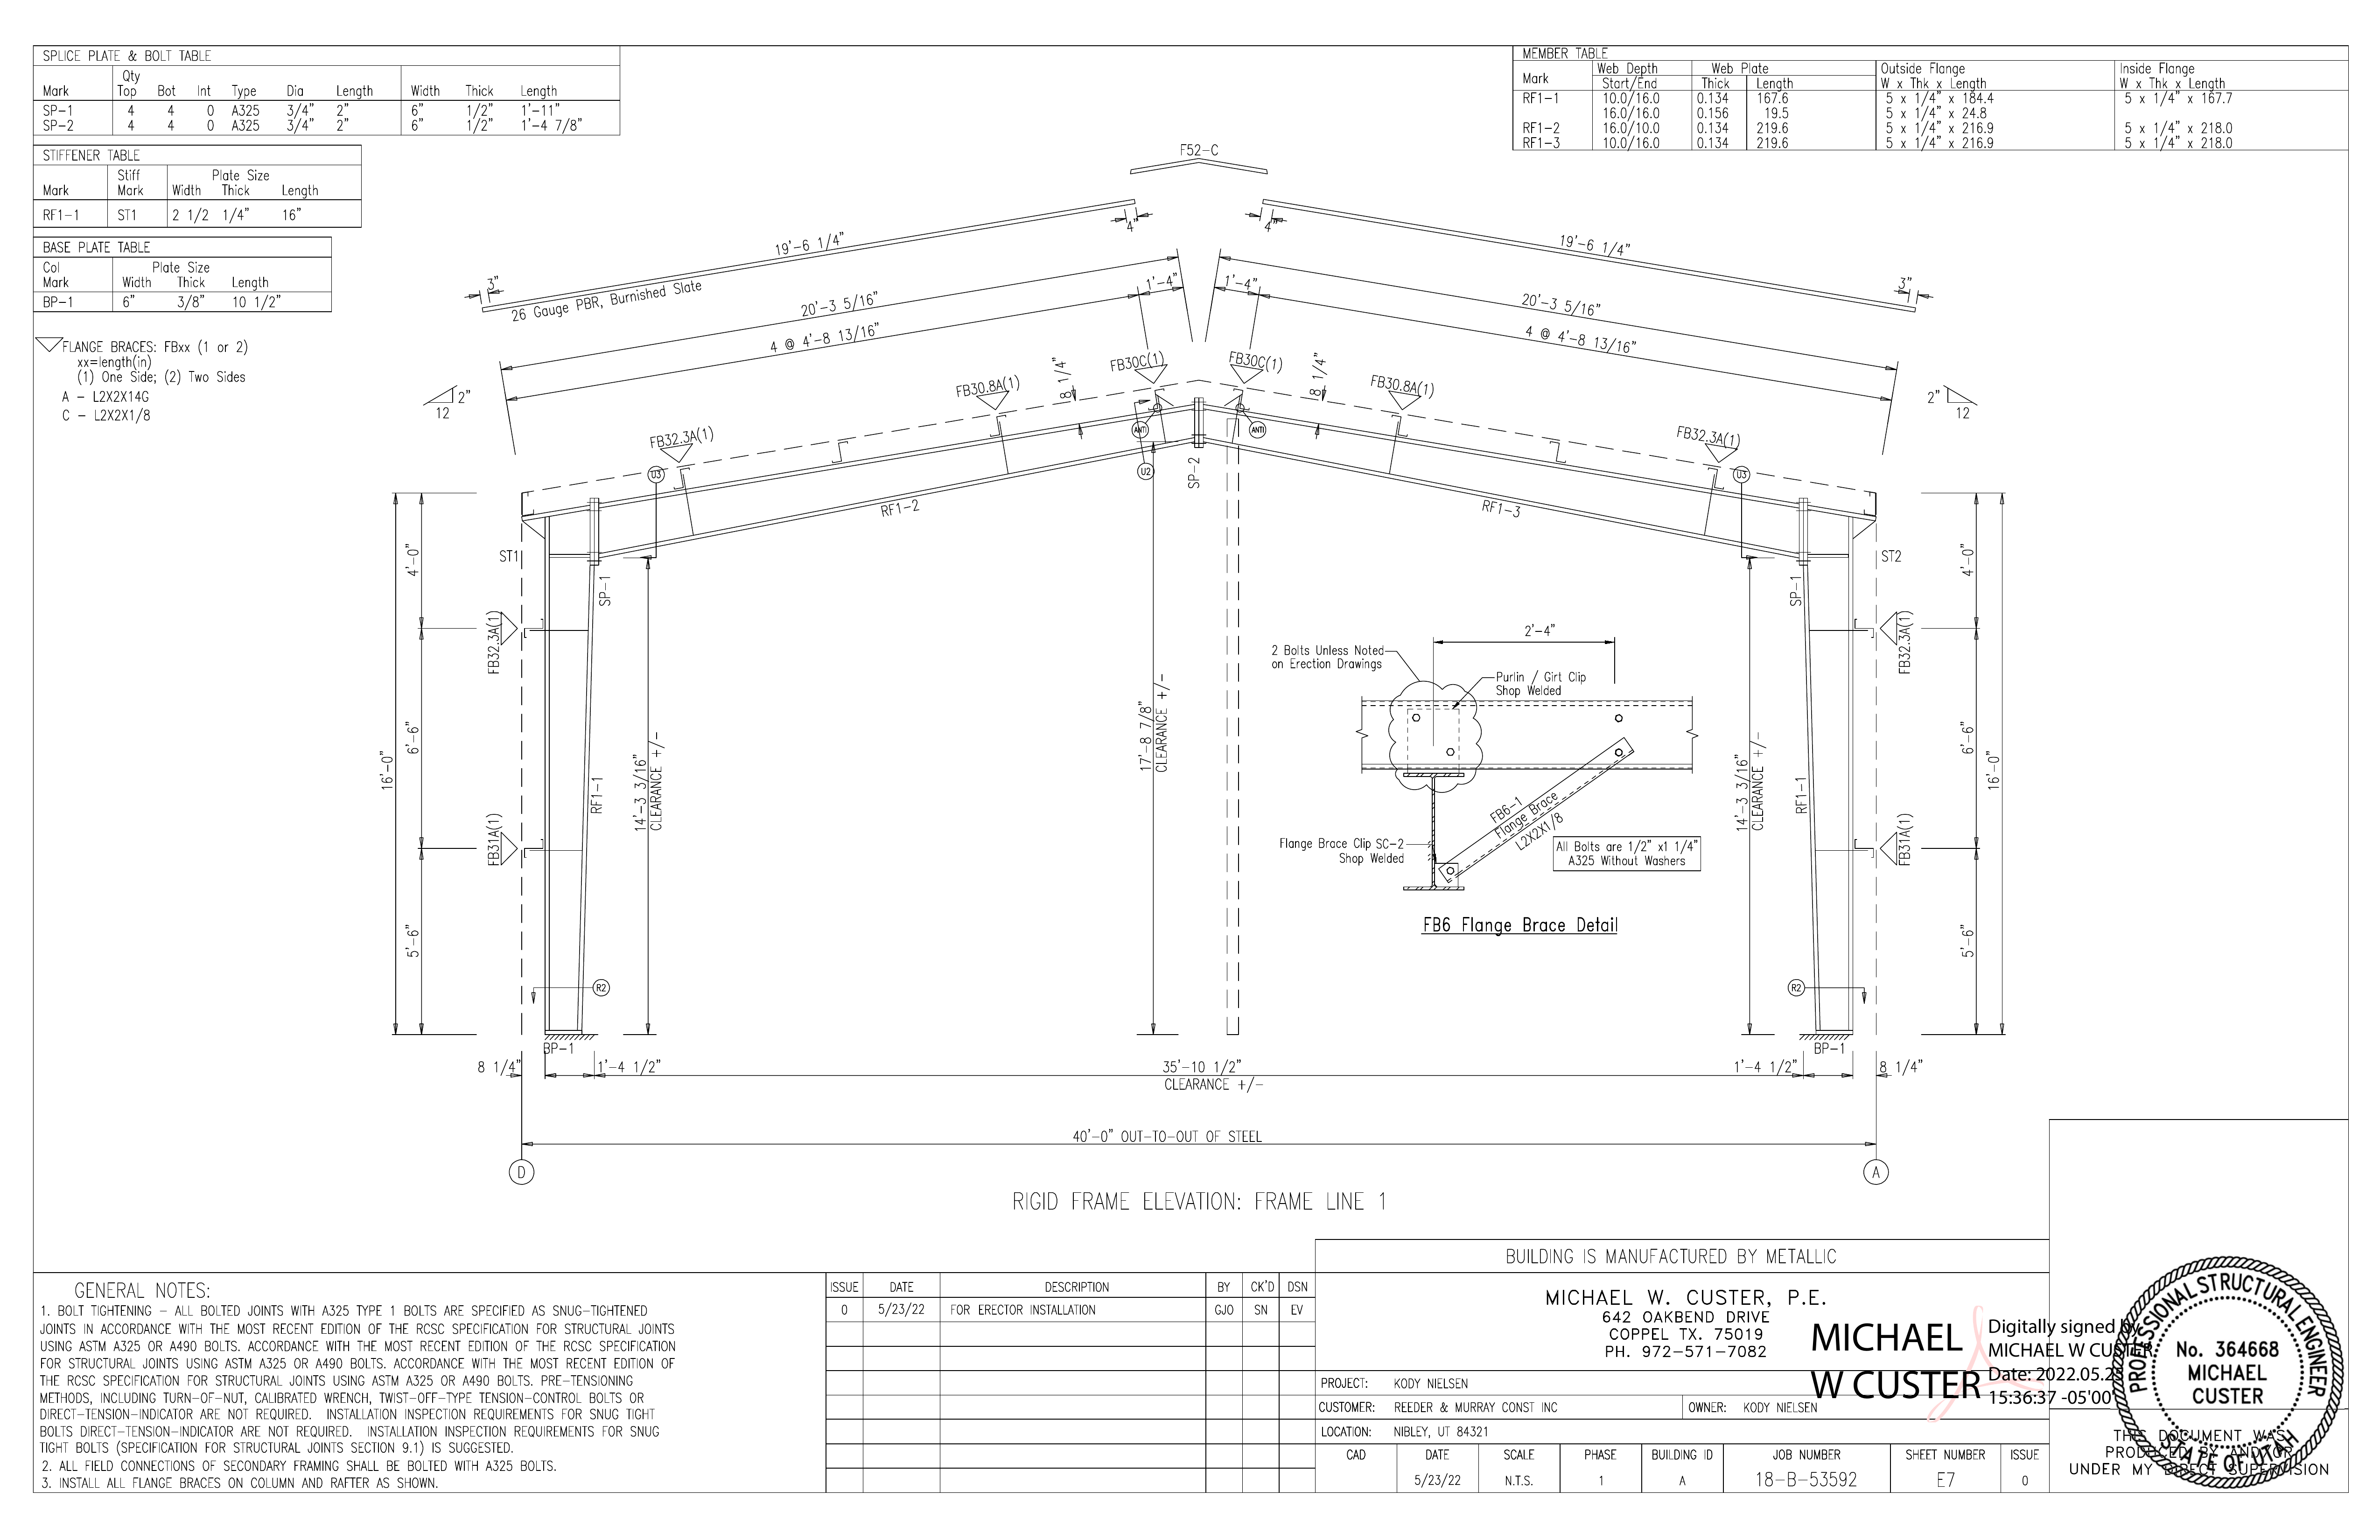 SPLICE PLATE & BOLT TABLE
Qty
Mark Top Bot Int Type Dia Length Width Thick Length
SP-1 4 4 0 A325 3/4" 2" 6" 1/2" 1'-11"
SP-2 4 4 0 A325 3/4" 2" 6" 1/2" 1'-4 7/8"
STIFFENER TABLE
Stiff Plate Size
Mark Mark Width Thick Length
RF1-1 ST1 2 1/2 1/4" 16"
BASE PLATE TABLE
Col Plate Size
Mark Width Thick Length
BP-1 6" 3/8" 10 1/2"
FLANGE BRACES: FBxx (1 or 2)
xx=length(in)
(1) One Side; (2) Two Sides
A - L2X2X14G
C - L2X2X1/8
MEMBER TABLE
Web Depth Web Plate Outside Flange Inside Flange
Mark Start/End Thick Length W x Thk x Length W x Thk x Length
RF1-1 10.0/16.0 0.134 167.6 5 x 1/4" x 184.4 5 x 1/4" x 167.7
16.0/16.0 0.156 19.5 5 x 1/4" x 24.8
RF1-2 16.0/10.0 0.134 219.6 5 x 1/4" x 216.9 5 x 1/4" x 218.0
RF1-3 10.0/16.0 0.134 219.6 5 x 1/4" x 216.9 5 x 1/4" x 218.0
F52-C
4"
4"
19'-6 1/4"
19'-6 1/4"
3"
3"
26 Gauge PBR, Burnished Slate
1'-4"
1'-4"
20'-3 5/16"
20'-3 5/16"
4 @ 4'-8 13/16"
4 @ 4'-8 13/16"
2"
12
2"
12
FB32.3A(1)
FB30.8A(1)
8 1/4"
FB30C(1)
FB30C(1)
8 1/4"
FB30.8A(1)
FB32.3A(1)
U3
ANTI
ANTI
U2
U3
SP-2
RF1-2
RF1-3
ST1
ST2
SP-1
SP-1
4'-0"
4'-0"
FB32.3A(1)
FB32.3A(1)
6'-6"
6'-6"
16'-0"
16'-0"
RF1-1
RF1-1
14'-3 3/16"
CLEARANCE +/-
17'-8 7/8"
CLEARANCE +/-
14'-3 3/16"
CLEARANCE +/-
FB31A(1)
FB31A(1)
5'-6"
5'-6"
R2
R2
2'-4"
2 Bolts Unless Noted
on Erection Drawings
Purlin / Girt Clip
Shop Welded
FB6-1
Flange Brace
L2X2X1/8
Flange Brace Clip SC-2
Shop Welded
All Bolts are 1/2" x1 1/4"
A325 Without Washers
FB6 Flange Brace Detail
BP-1
BP-1
8 1/4" 1'-4 1/2" 35'-10 1/2" 1'-4 1/2" 8 1/4"
CLEARANCE +/-
40'-0" OUT-TO-OUT OF STEEL
D
A
RIGID FRAME ELEVATION: FRAME LINE 1
GENERAL NOTES:
1. BOLT TIGHTENING - ALL BOLTED JOINTS WITH A325 TYPE 1 BOLTS ARE SPECIFIED AS SNUG-TIGHTENED
JOINTS IN ACCORDANCE WITH THE MOST RECENT EDITION OF THE RCSC SPECIFICATION FOR STRUCTURAL JOINTS
USING ASTM A325 OR A490 BOLTS. ACCORDANCE WITH THE MOST RECENT EDITION OF THE RCSC SPECIFICATION
FOR STRUCTURAL JOINTS USING ASTM A325 OR A490 BOLTS. ACCORDANCE WITH THE MOST RECENT EDITION OF
THE RCSC SPECIFICATION FOR STRUCTURAL JOINTS USING ASTM A325 OR A490 BOLTS. PRE-TENSIONING
METHODS, INCLUDING TURN-OF-NUT, CALIBRATED WRENCH, TWIST-OFF-TYPE TENSION-CONTROL BOLTS OR
DIRECT-TENSION-INDICATOR ARE NOT REQUIRED. INSTALLATION INSPECTION REQUIREMENTS FOR SNUG TIGHT
BOLTS DIRECT-TENSION-INDICATOR ARE NOT REQUIRED. INSTALLATION INSPECTION REQUIREMENTS FOR SNUG
TIGHT BOLTS (SPECIFICATION FOR STRUCTURAL JOINTS SECTION 9.1) IS SUGGESTED.
2. ALL FIELD CONNECTIONS OF SECONDARY FRAMING SHALL BE BOLTED WITH A325 BOLTS.
3. INSTALL ALL FLANGE BRACES ON COLUMN AND RAFTER AS SHOWN.
ISSUE DATE DESCRIPTION BY CK'D DSN
0 5/23/22 FOR ERECTOR INSTALLATION GJO SN EV
BUILDING IS MANUFACTURED BY METALLIC
MICHAEL W. CUSTER, P.E.
642 OAKBEND DRIVE
COPPEL TX. 75019
PH. 972-571-7082
PROJECT: KODY NIELSEN
CUSTOMER: REEDER & MURRAY CONST INC OWNER: KODY NIELSEN
LOCATION: NIBLEY, UT 84321
CAD DATE SCALE PHASE BUILDING ID JOB NUMBER SHEET NUMBER ISSUE
5/23/22 N.T.S. 1 A 18-B-53592 E7 0
MICHAEL
W CUSTER
Digitally signed by
MICHAEL W CUSTER
Date: 2022.05.2
15:36:37 -05'00'
PROFESSIONAL STRUCTURAL ENGINEER
No. 364668
MICHAEL
CUSTER
STATE OF UTAH
THIS DOCUMENT WAS
PRODUCED BY AND/OR
UNDER MY DIRECT SUPERVISION